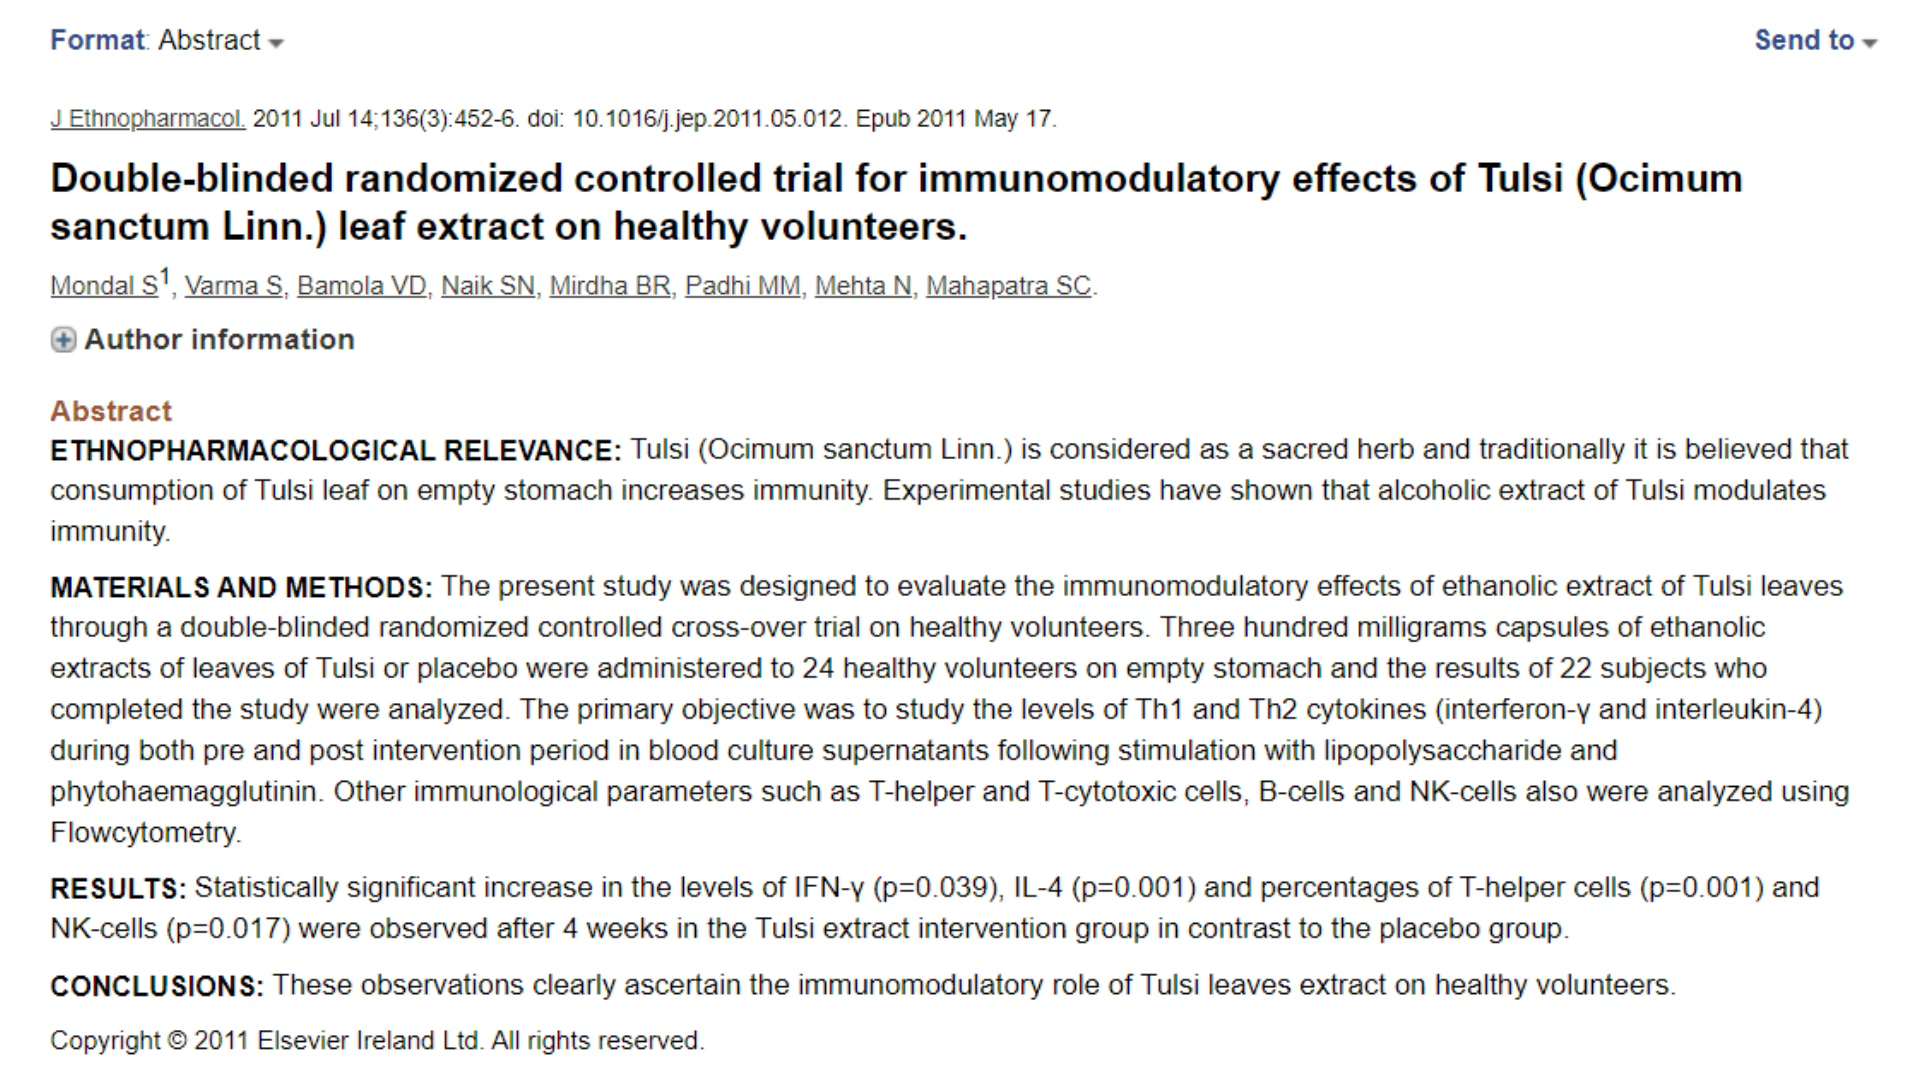 Format: Abstract
Send to
J Ethnopharmacol. 2011 Jul 14;136(3):452-6. doi: 10.1016/j.jep.2011.05.012. Epub 2011 May 17.
Double-blinded randomized controlled trial for immunomodulatory effects of Tulsi (Ocimum
sanctum Linn.) leaf extract on healthy volunteers.
Mondal S1, Varma S, Bamola VD, Naik SN, Mirdha BR, Padhi MM, Mehta N, Mahapatra SC.
Author information
Abstract
ETHNOPHARMACOLOGICAL RELEVANCE: Tulsi (Ocimum sanctum Linn.) is considered as a sacred herb and traditionally it is believed that
consumption of Tulsi leaf on empty stomach increases immunity. Experimental studies have shown that alcoholic extract of Tulsi modulates
immunity.
MATERIALS AND METHODS: The present study was designed to evaluate the immunomodulatory effects of ethanolic extract of Tulsi leaves
through a double-blinded randomized controlled cross-over trial on healthy volunteers. Three hundred milligrams capsules of ethanolic
extracts of leaves of Tulsi or placebo were administered to 24 healthy volunteers on empty stomach and the results of 22 subjects who
completed the study were analyzed. The primary objective was to study the levels of Th1 and Th2 cytokines (interferon-γ and interleukin-4)
during both pre and post intervention period in blood culture supernatants following stimulation with lipopolysaccharide and
phytohaemagglutinin. Other immunological parameters such as T-helper and T-cytotoxic cells, B-cells and NK-cells also were analyzed using
Flowcytometry.
RESULTS: Statistically significant increase in the levels of IFN-γ (p=0.039), IL-4 (p=0.001) and percentages of T-helper cells (p=0.001) and
NK-cells (p=0.017) were observed after 4 weeks in the Tulsi extract intervention group in contrast to the placebo group.
CONCLUSIONS: These observations clearly ascertain the immunomodulatory role of Tulsi leaves extract on healthy volunteers.
Copyright © 2011 Elsevier Ireland Ltd. All rights reserved.